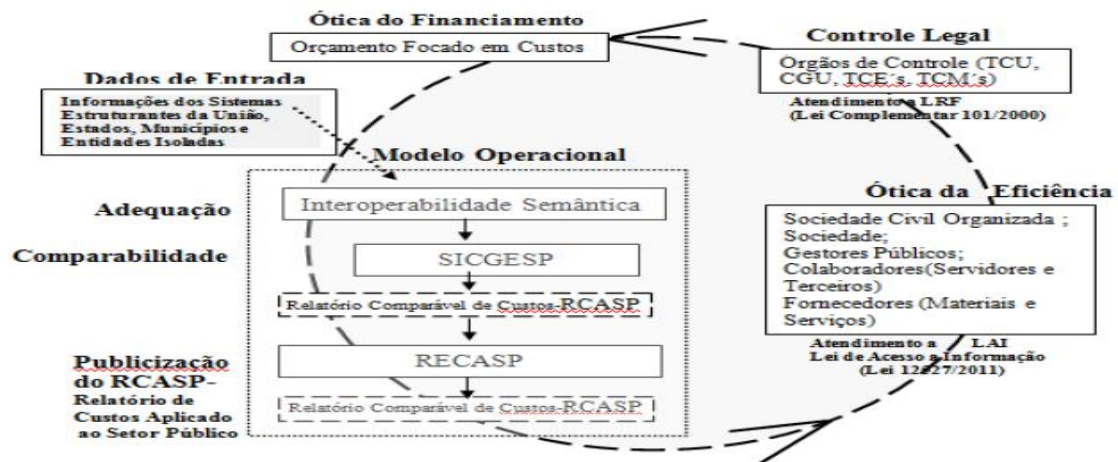 Ótica do Financiamento
Orçamento Focado em Custos
Controle Legal
Órgãos de Controle (TCU,
CGU, TCE´s, TCM´s)
Atendimento a LRF
(Lei Complementar 101/2000)
Dados de Entrada
Informações dos Sistemas
Estruturantes da União,
Estados, Municípios e
Entidades Isoladas
Modelo Operacional
Adequação
Interoperabilidade Semântica
Comparabilidade
SICGESP
Relatório Comparável de Custos-RCASP
Publicização
do RCASP-
Relatório de
Custos Aplicado
ao Setor Público
RECASP
Relatório Comparável de Custos-RCASP
Ótica da Eficiência
Sociedade Civil Organizada ;
Sociedade;
Gestores Públicos;
Colaboradores(Servidores e
Terceiros)
Fornecedores (Materiais e
Serviços)
Atendimento a LAI
Lei de Acesso a Informação
(Lei 12527/2011)